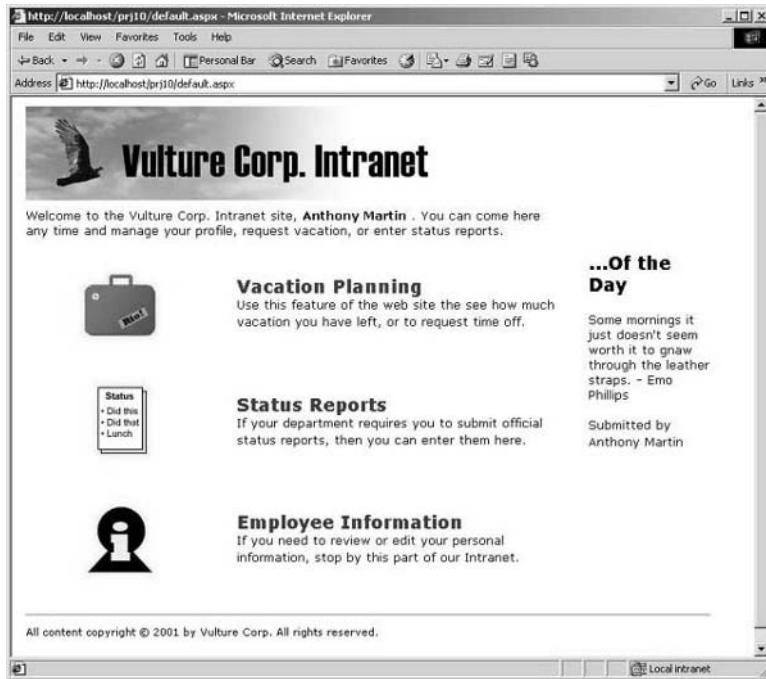 http://localhost/prj10/default.aspx - Microsoft Internet Explorer
File Edit View Favorites Tools Help
Back Personal Bar Search Favorites
Address http://localhost/prj10/default.aspx Go Links »
Vulture Corp. Intranet
Welcome to the Vulture Corp. Intranet site, Anthony Martin . You can come here
any time and manage your profile, request vacation, or enter status reports.
Rio!
Vacation Planning
Use this feature of the web site the see how much
vacation you have left, or to request time off.
Status
• Did this
• Did that
• Lunch
Status Reports
If your department requires you to submit official
status reports, then you can enter them here.
Employee Information
If you need to review or edit your personal
information, stop by this part of our Intranet.
...Of the
Day
Some mornings it
just doesn't seem
worth it to gnaw
through the leather
straps. - Emo
Phillips
Submitted by
Anthony Martin
All content copyright © 2001 by Vulture Corp. All rights reserved.
Local intranet